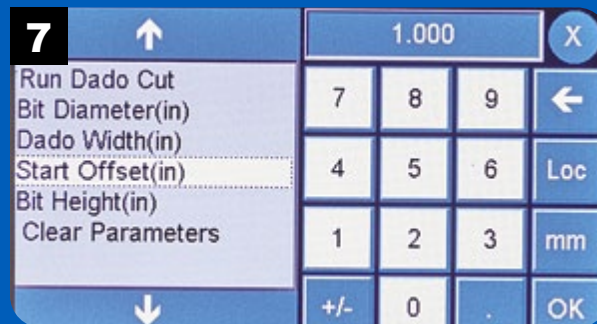 7
1.000
X
Run Dado Cut
Bit Diameter(in)
Dado Width(in)
Start Offset(in)
Bit Height(in)
Clear Parameters
7 8 9
4 5 6 Loc
1 2 3 mm
+/- 0 . OK